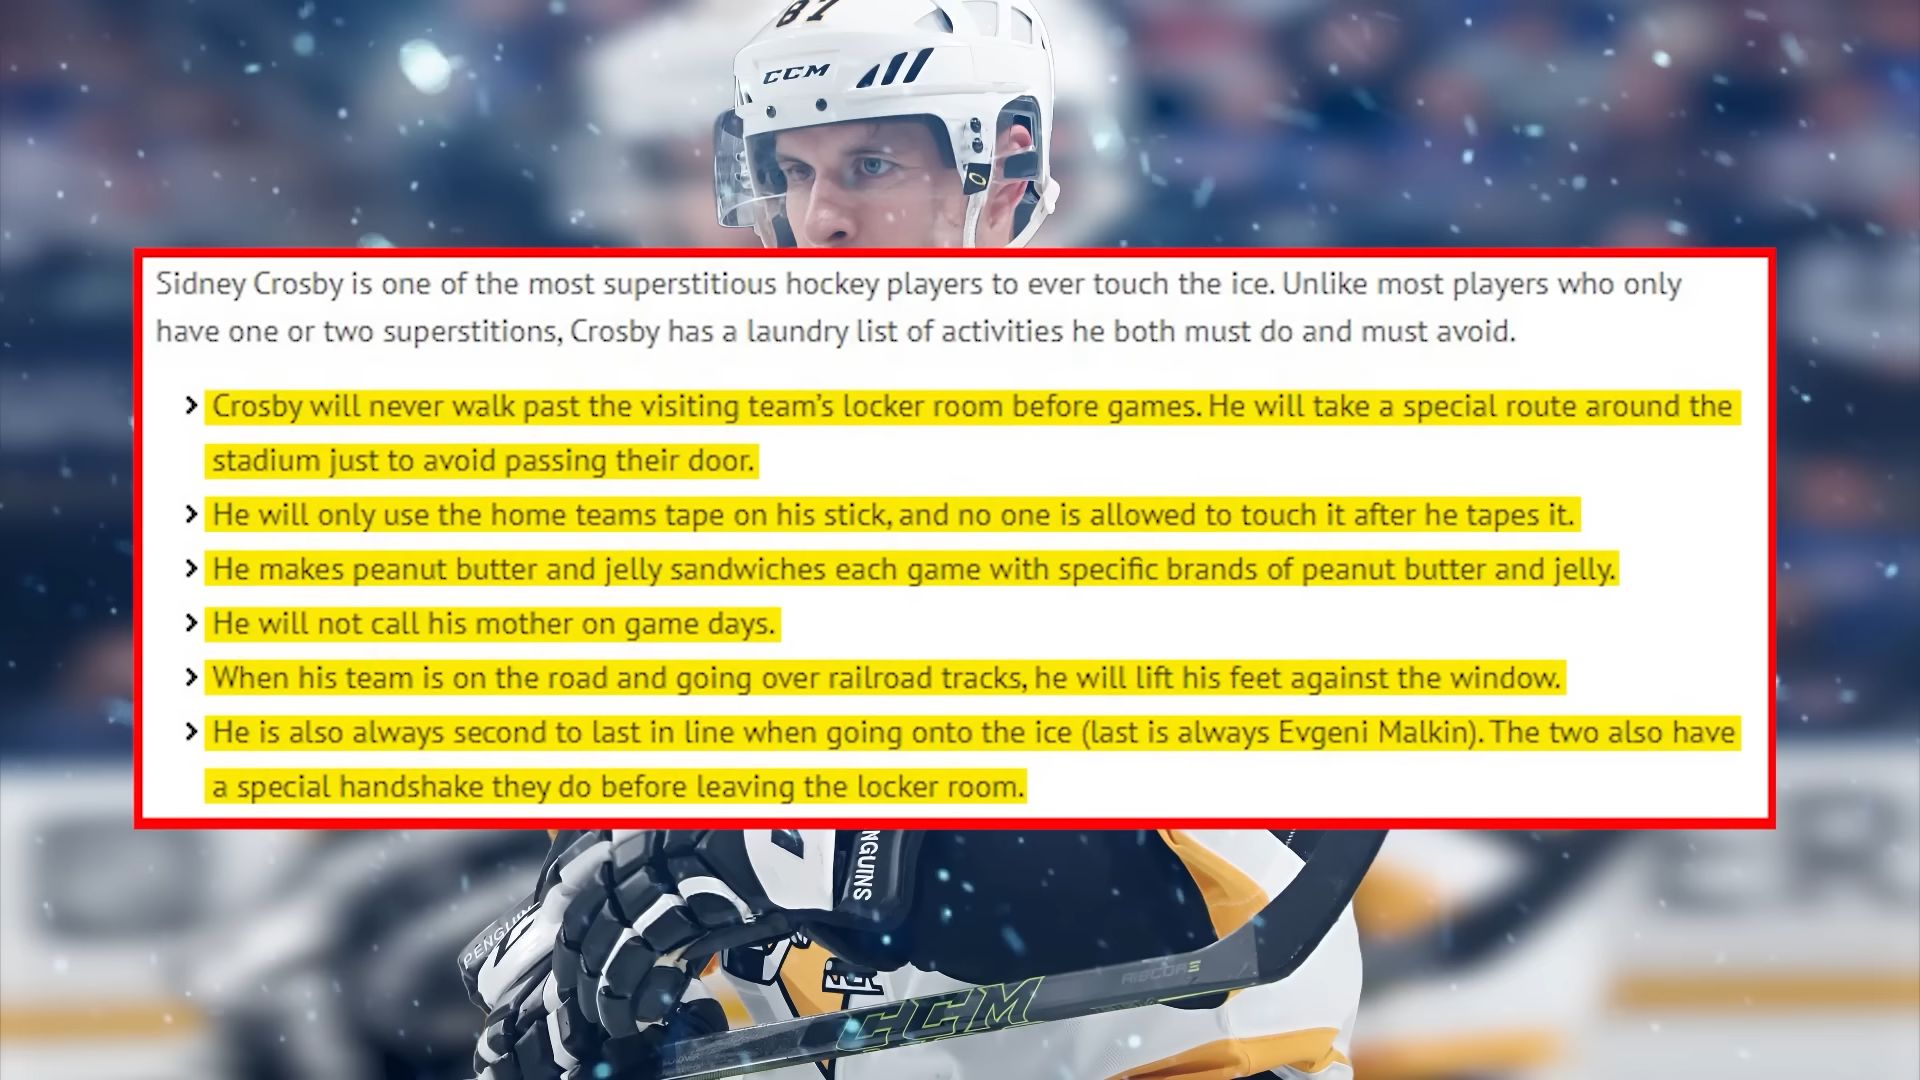 87
CCM
Sidney Crosby is one of the most superstitious hockey players to ever touch the ice. Unlike most players who only
have one or two superstitions, Crosby has a laundry list of activities he both must do and must avoid.
Crosby will never walk past the visiting team’s locker room before games. He will take a special route around the
stadium just to avoid passing their door.
He will only use the home teams tape on his stick, and no one is allowed to touch it after he tapes it.
He makes peanut butter and jelly sandwiches each game with specific brands of peanut butter and jelly.
He will not call his mother on game days.
When his team is on the road and going over railroad tracks, he will lift his feet against the window.
He is also always second to last in line when going onto the ice (last is always Evgeni Malkin). The two also have
a special handshake they do before leaving the locker room.
NGUINS
PENGUIN
CCM